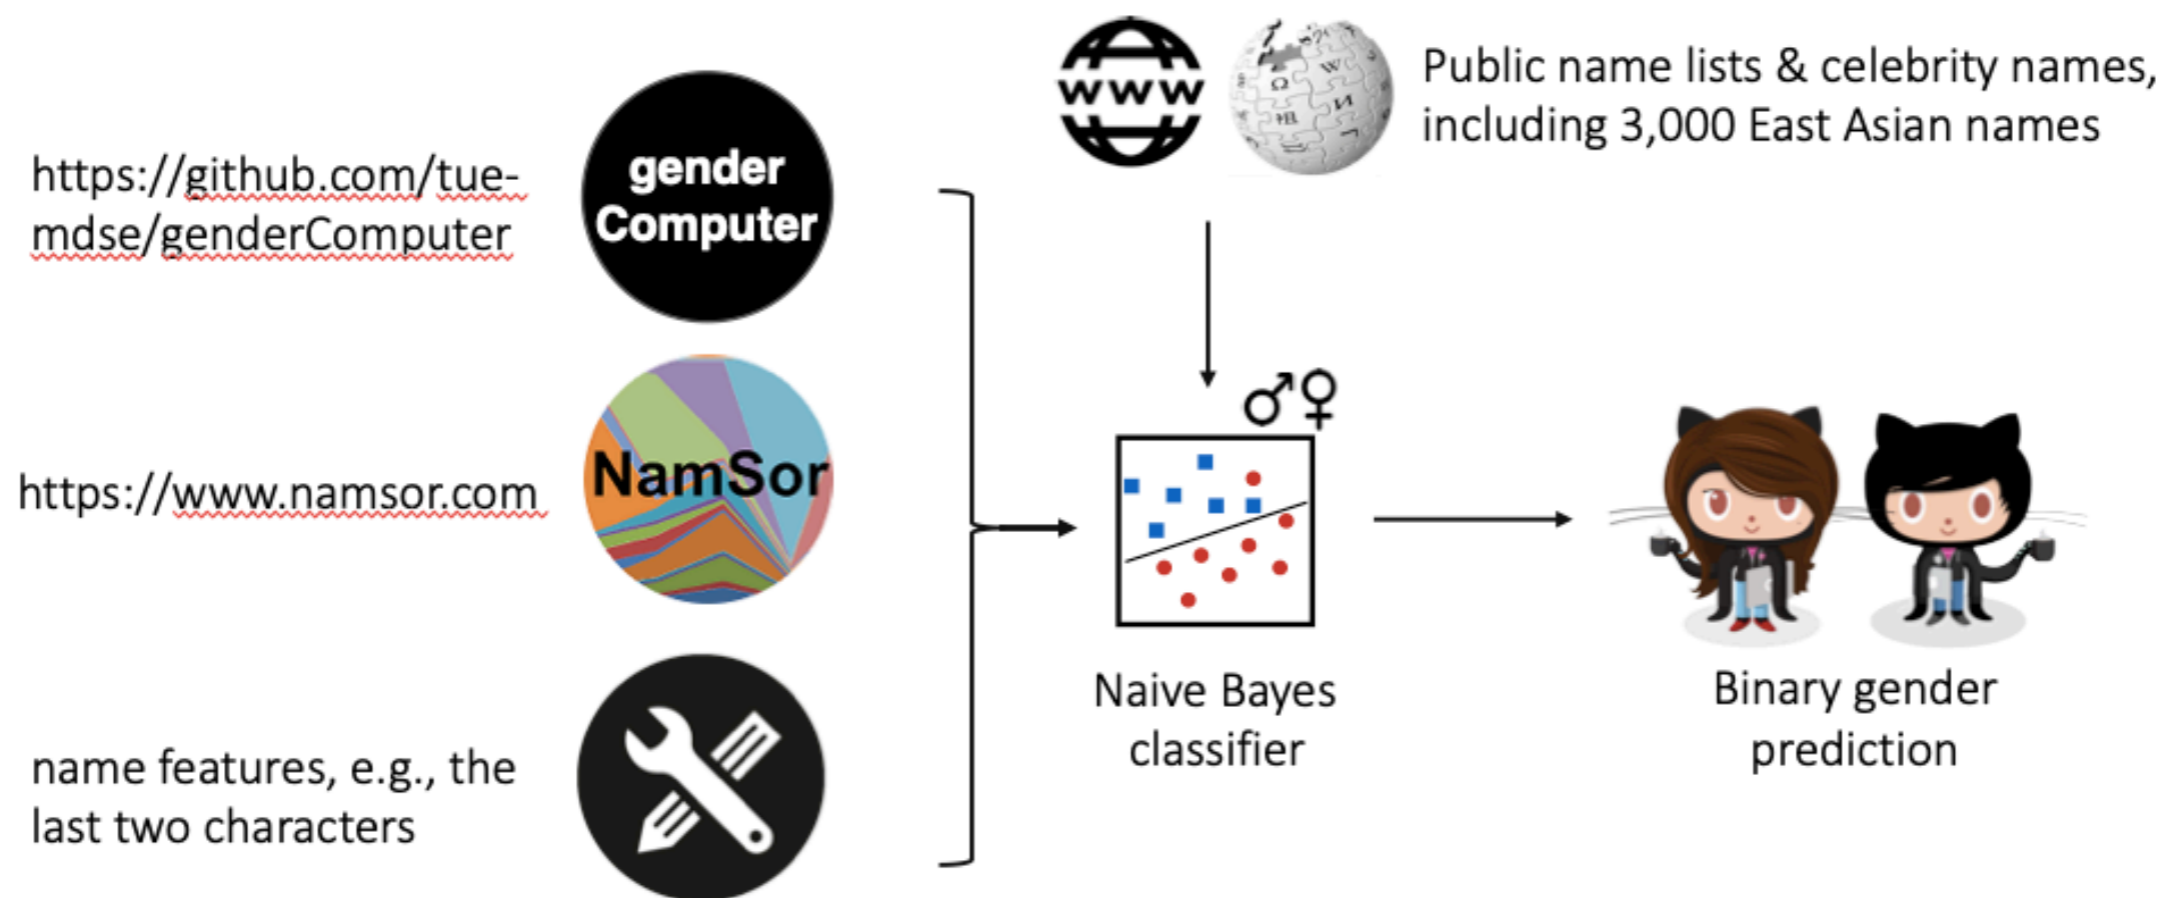 Public name lists & celebrity names,
including 3,000 East Asian names
www
https://github.com/tue-
mdse/genderComputer
gender
Computer
https://www.namsor.com
NamSor
name features, e.g., the
last two characters
Naive Bayes
classifier
Binary gender
prediction